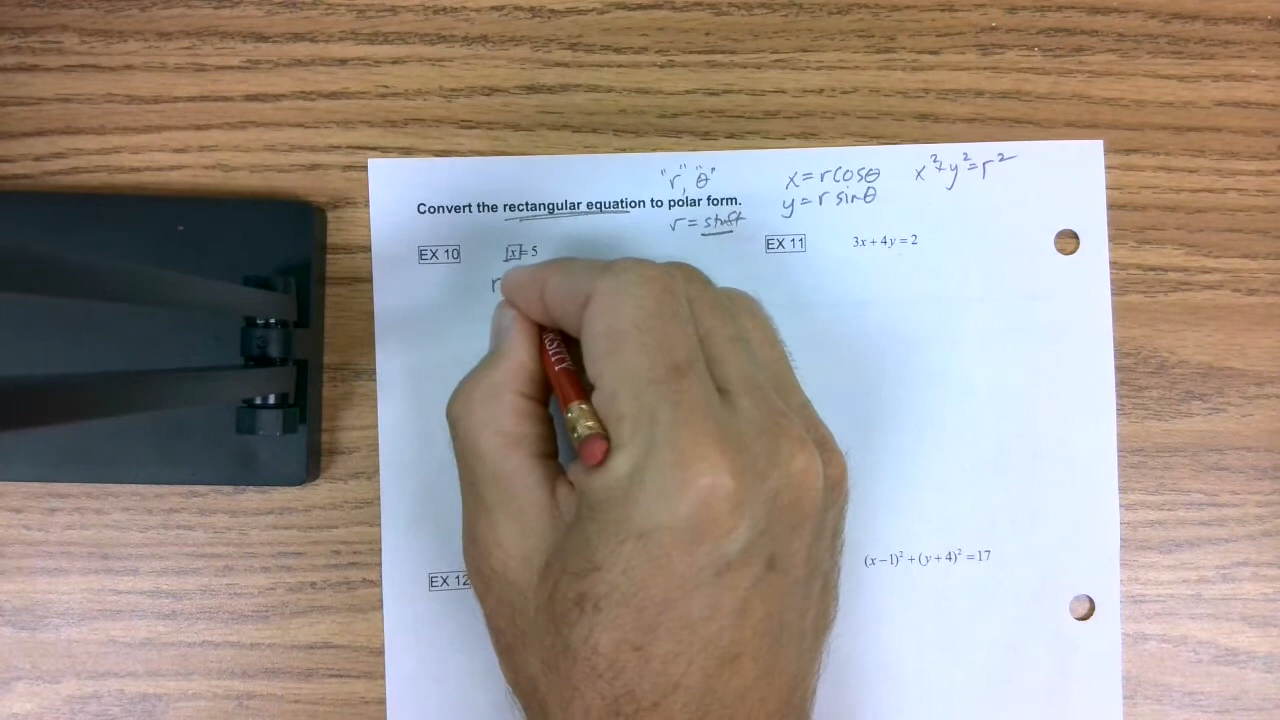 "r", "θ"
x = r cos θ
x² + y² = r²
Convert the rectangular equation to polar form.
y = r sin θ
r = stuff
EX 10
x = 5
EX 11
3x + 4y = 2
r
RSITY
EX 12
(x − 1)² + (y + 4)² = 17